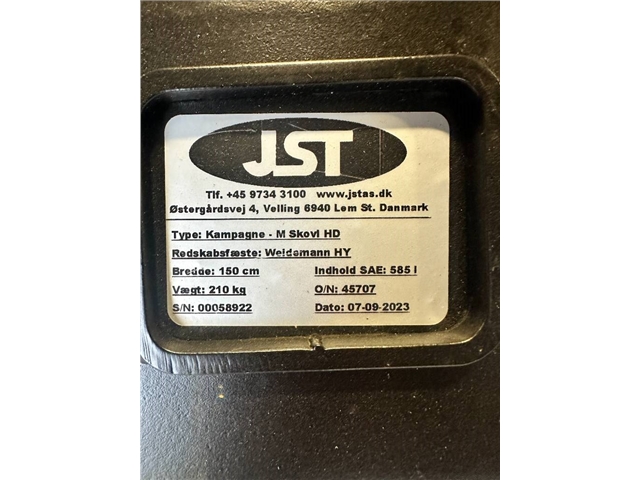 JST
Tlf. +45 9734 3100 www.jstas.dk
Østergårdsvej 4, Velling 6940 Lem St. Danmark
Type: Kampagne - M Skovl HD
Redskabsfæste: Weidemann HY
Bredde: 150 cm Indhold SAE: 585 l
Vægt: 210 kg O/N: 45707
S/N: 00058922 Dato: 07-09-2023